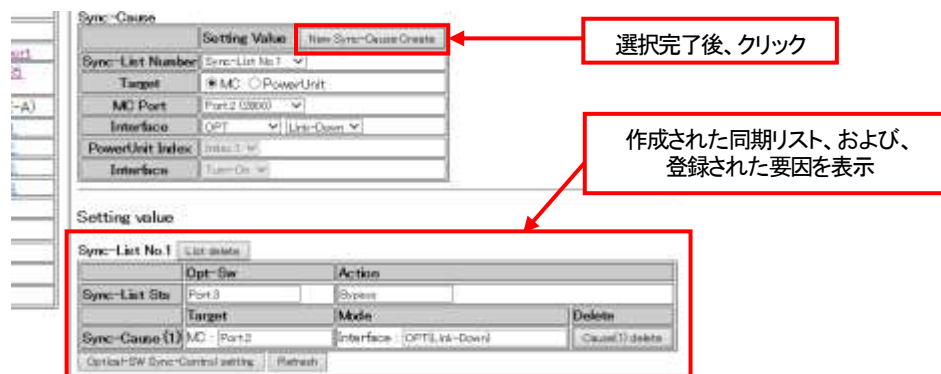 Sync-Cause
Setting Value New Sync-Cause Create
選択完了後、クリック
Sync-List Number Sync-List No.1
Target MC PowerUnit
MC Port Port.2 (2800)
-A)
Interface OPT Link-Down
作成された同期リスト、および、
登録された要因を表示
PowerUnit Index Index.1
Interface Turn-On
Setting value
Sync-List No.1 List delete
Opt-Sw Action
Sync-List Sta Port.3 Bypass
Target Mode Delete
Sync-Cause (1) MC : Port.2 Interface : OPT(Link-Down) Cause(1) delete
Optical-SW Sync-Control setting Refresh